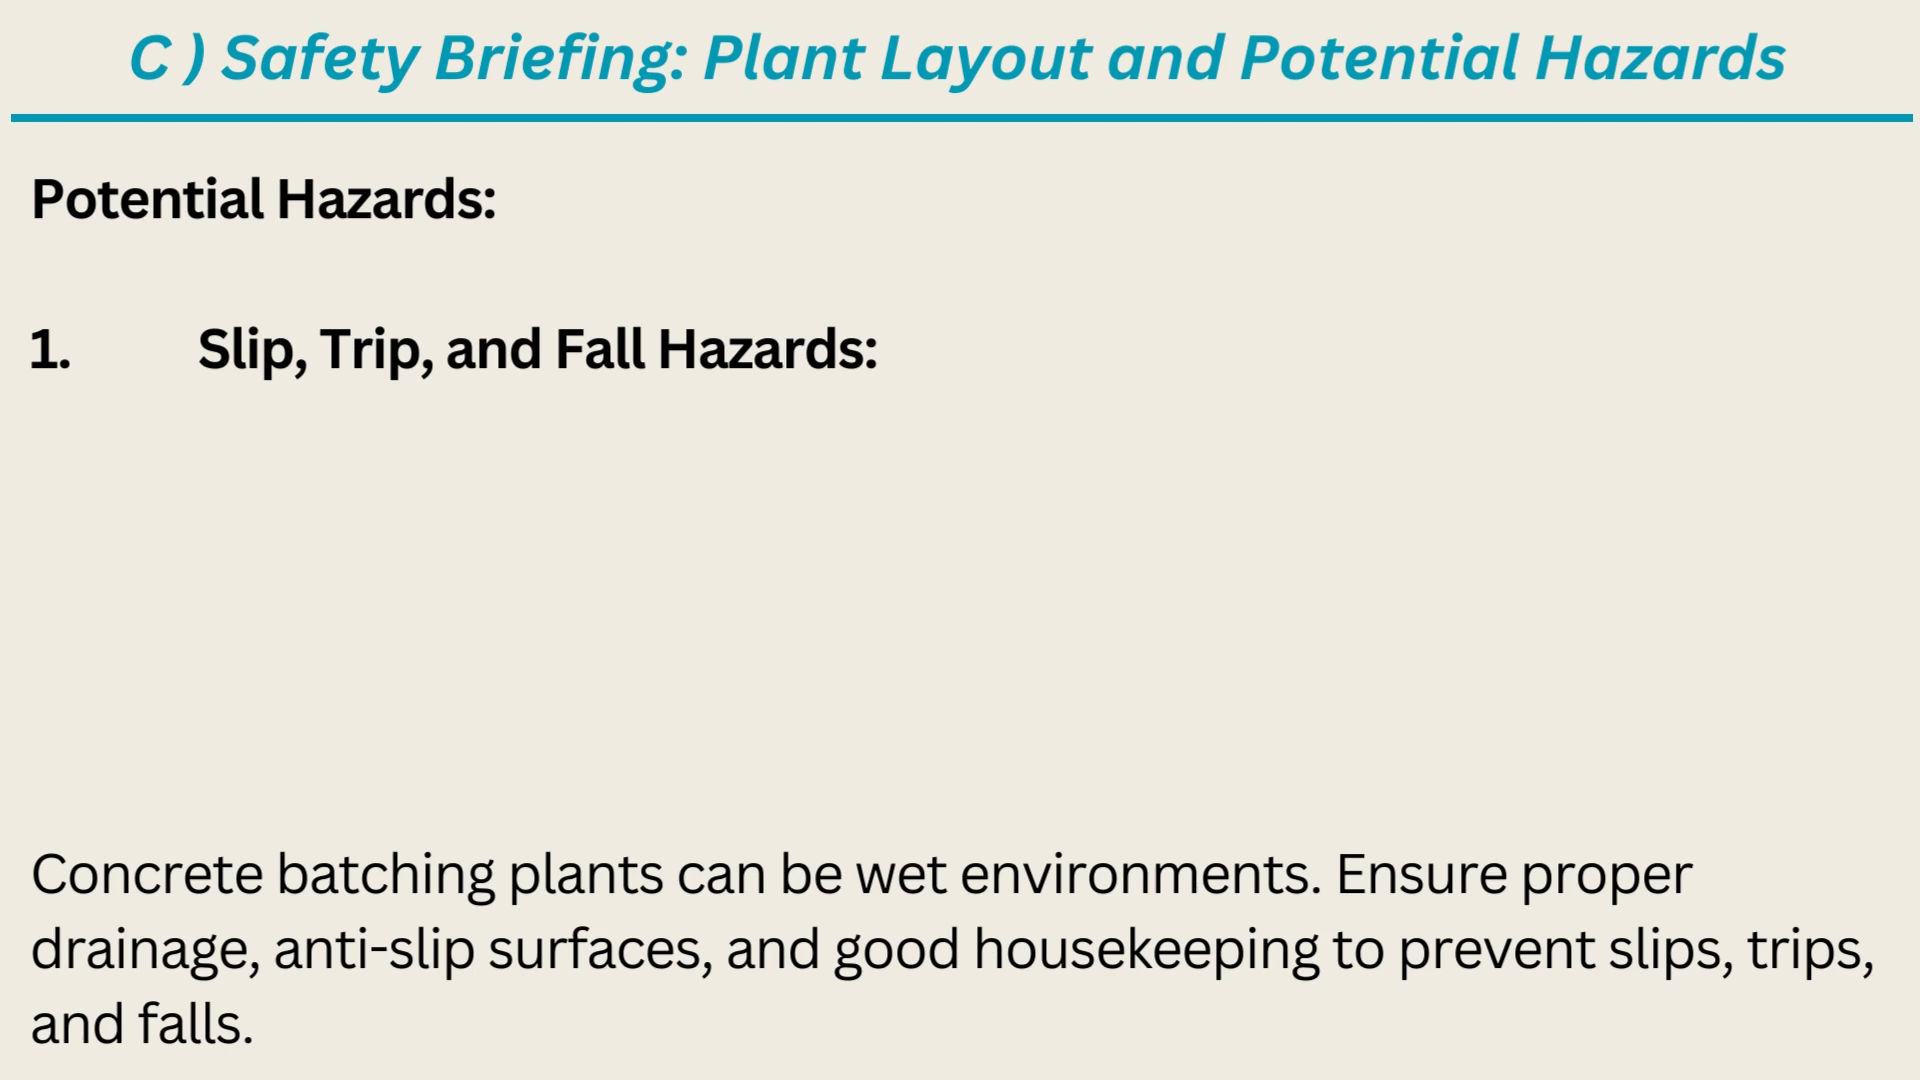 C ) Safety Briefing: Plant Layout and Potential Hazards
Potential Hazards:
1. Slip, Trip, and Fall Hazards:
Concrete batching plants can be wet environments. Ensure proper
drainage, anti-slip surfaces, and good housekeeping to prevent slips, trips,
and falls.